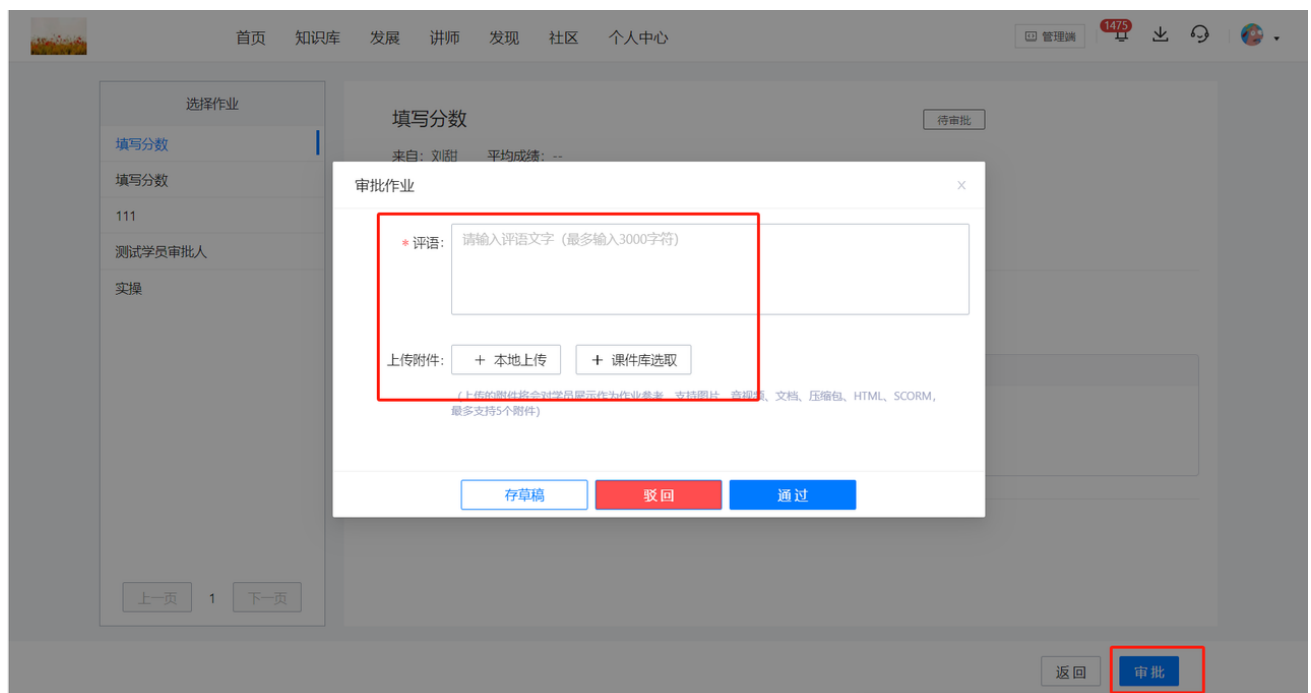 首页 知识库 发展 讲师 发现 社区 个人中心 管理端 1475
选择作业
填写分数
填写分数
111
测试学员审批人
实操
上一页 1 下一页
填写分数 待审批
来自：刘甜 平均成绩：--
审批作业 ×
* 评语： 请输入评语文字（最多输入3000字符）
上传附件： + 本地上传 + 课件库选取
（上传的附件将会对学员展示作为作业参考，支持图片、音视频、文档、压缩包、HTML、SCORM，
最多支持5个附件）
存草稿 驳回 通过
返回 审批